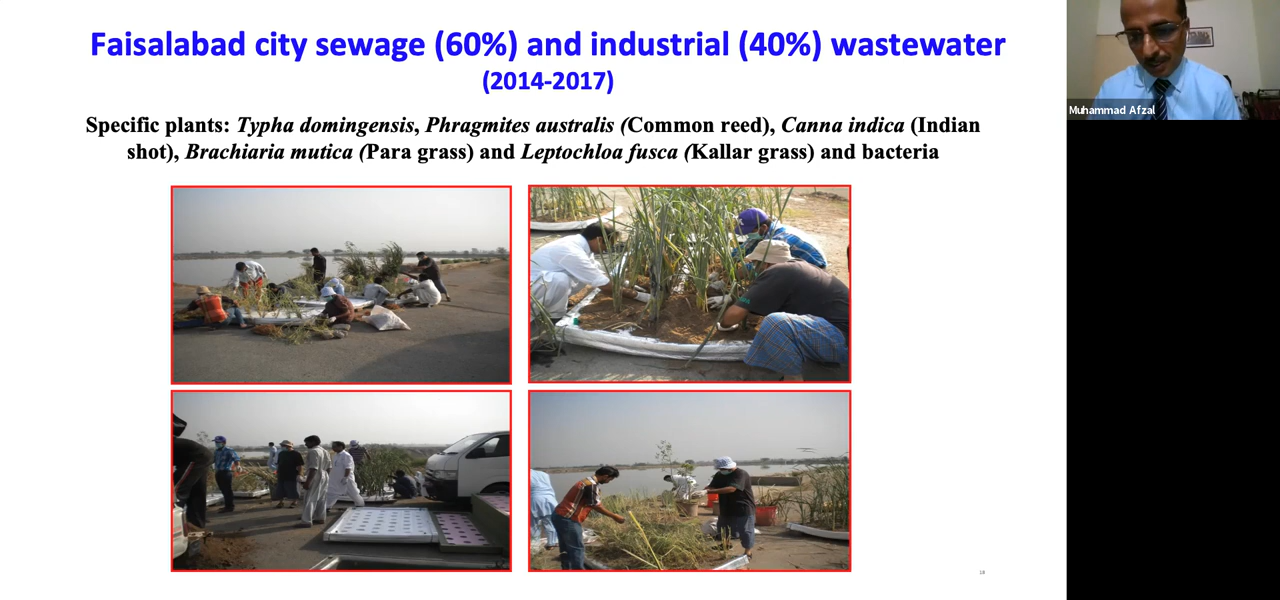 Faisalabad city sewage (60%) and industrial (40%) wastewater
(2014-2017)
Specific plants: Typha domingensis, Phragmites australis (Common reed), Canna indica (Indian
shot), Brachiaria mutica (Para grass) and Leptochloa fusca (Kallar grass) and bacteria
Muhammad Afzal
18